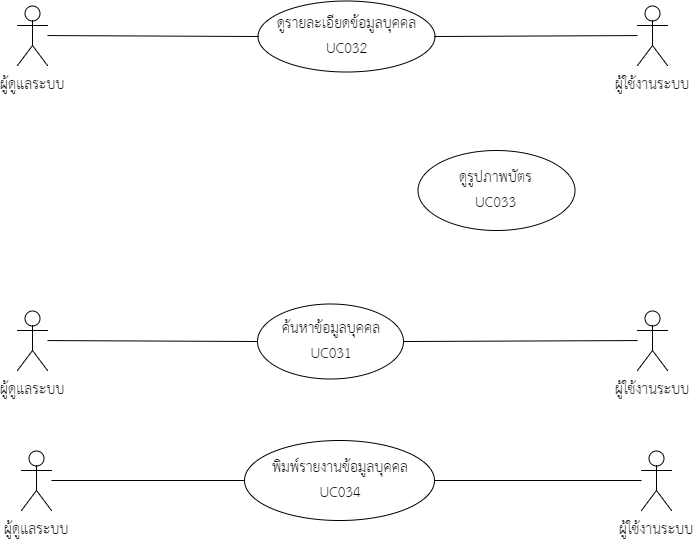 ดูรายละเอียดข้อมูลบุคคล
UC032
ผู้ดูแลระบบ
ผู้ใช้งานระบบ
ดูรูปภาพบัตร
UC033
ค้นหาข้อมูลบุคคล
UC031
ผู้ดูแลระบบ
ผู้ใช้งานระบบ
พิมพ์รายงานข้อมูลบุคคล
UC034
ผู้ดูแลระบบ
ผู้ใช้งานระบบ